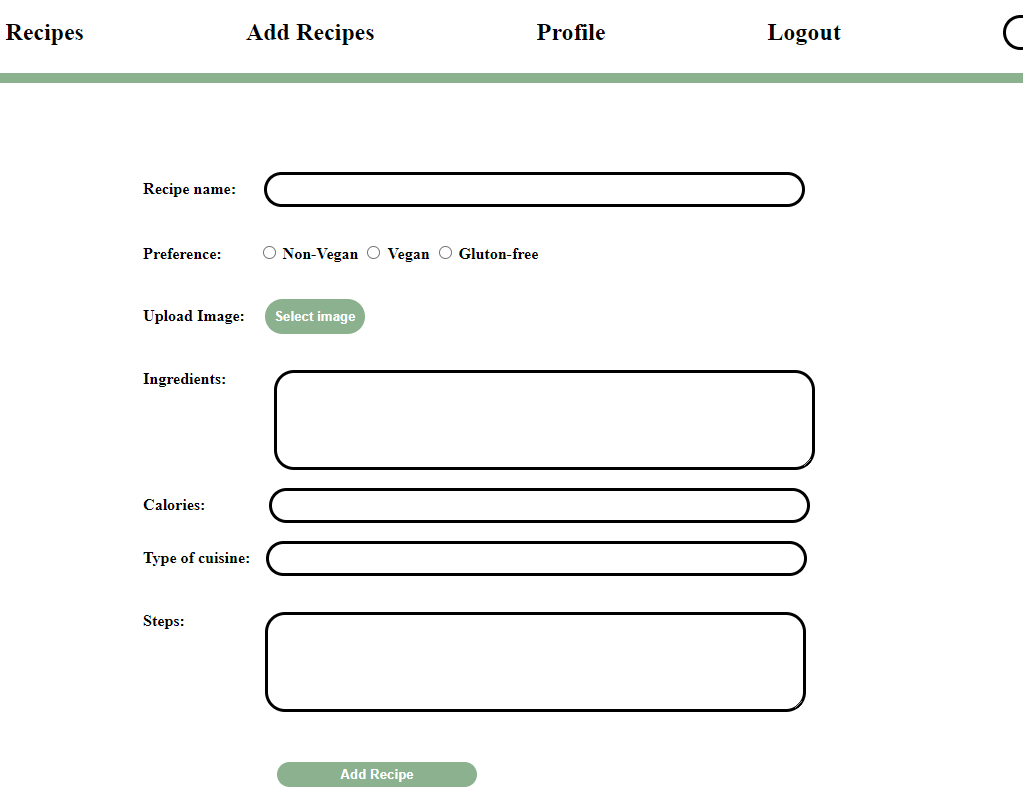 Recipes Add Recipes Profile Logout
Recipe name:
Preference: Non-Vegan Vegan Gluton-free
Upload Image: Select image
Ingredients:
Calories:
Type of cuisine:
Steps:
Add Recipe